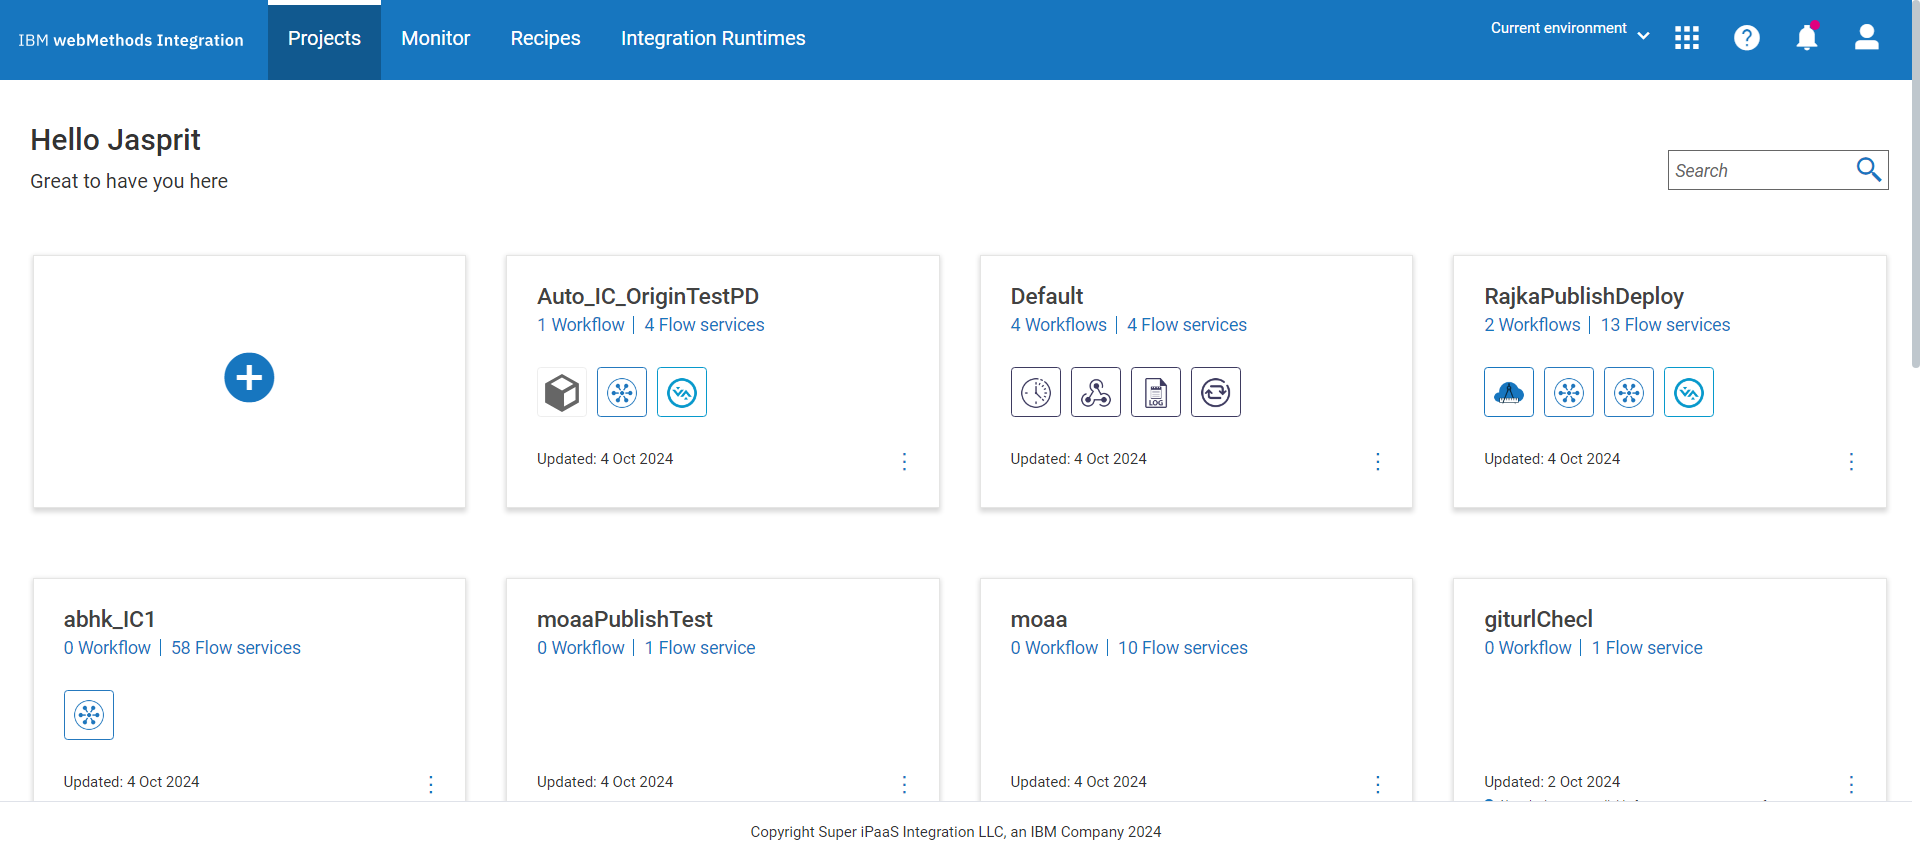 IBM webMethods Integration
Projects
Monitor
Recipes
Integration Runtimes
Current environment
Hello Jasprit
Great to have you here
Search
Auto_IC_OriginTestPD
1 Workflow | 4 Flow services
Updated: 4 Oct 2024
Default
4 Workflows | 4 Flow services
LOG
Updated: 4 Oct 2024
RajkaPublishDeploy
2 Workflows | 13 Flow services
Updated: 4 Oct 2024
abhk_IC1
0 Workflow | 58 Flow services
Updated: 4 Oct 2024
moaaPublishTest
0 Workflow | 1 Flow service
Updated: 4 Oct 2024
moaa
0 Workflow | 10 Flow services
Updated: 4 Oct 2024
giturlChecl
0 Workflow | 1 Flow service
Updated: 2 Oct 2024
Copyright Super iPaaS Integration LLC, an IBM Company 2024